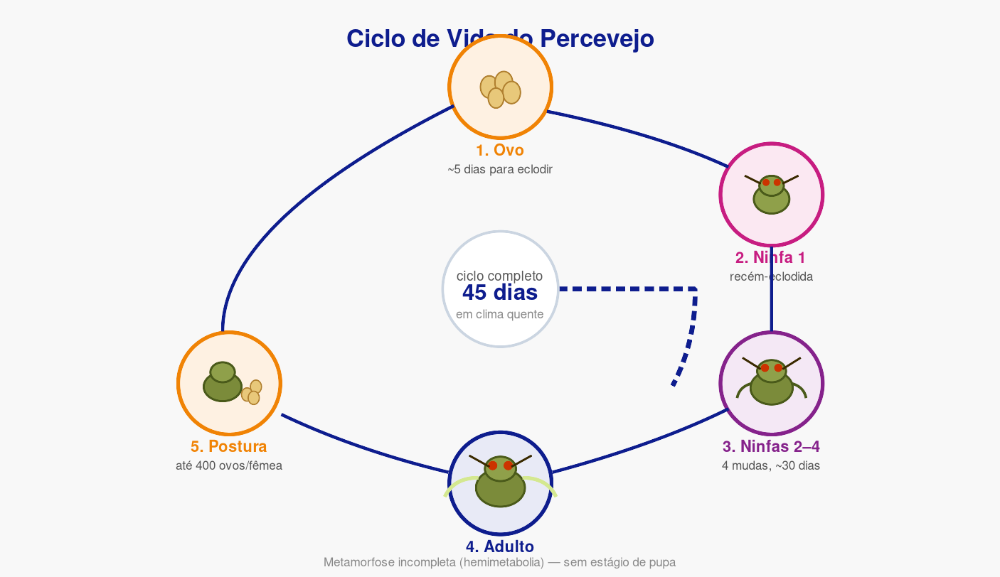 Ciclo de Vida do Percevejo
1. Ovo
~5 dias para eclodir
2. Ninfa 1
recém-eclodida
ciclo completo
45 dias
em clima quente
3. Ninfas 2–4
4 mudas, ~30 dias
5. Postura
até 400 ovos/fêmea
4. Adulto
Metamorfose incompleta (hemimetabolia) — sem estágio de pupa